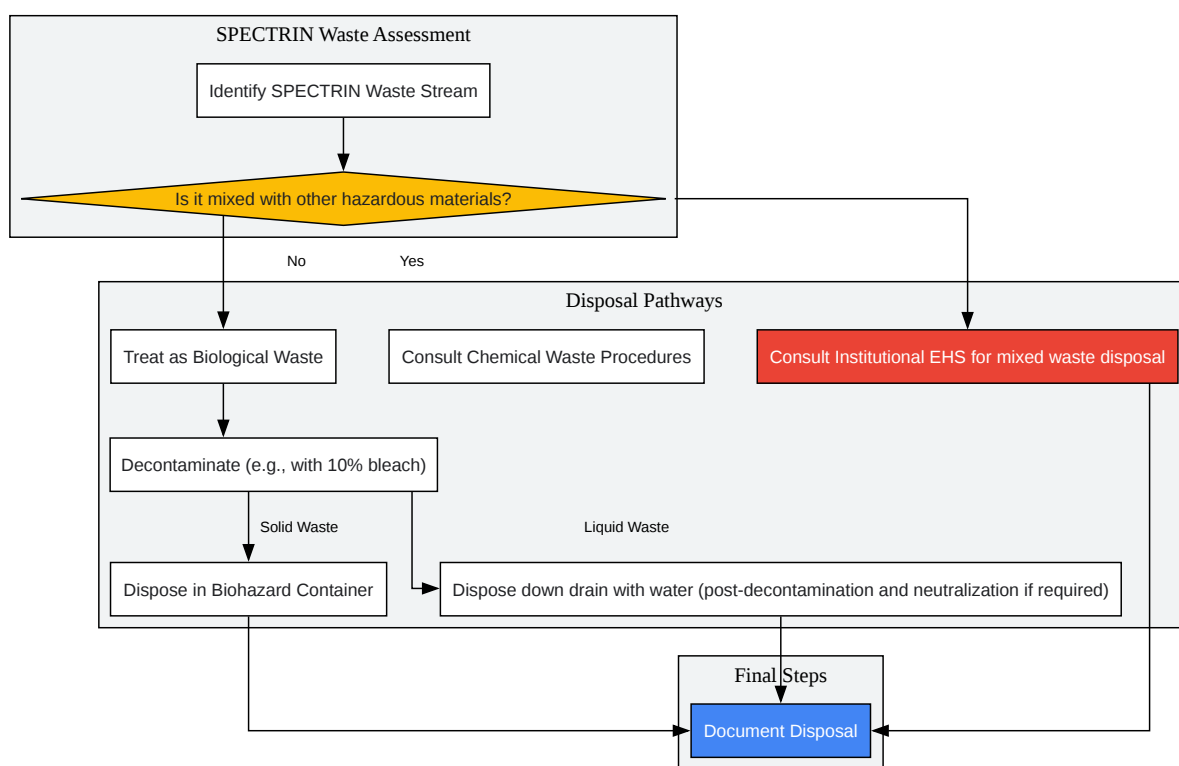 SPECTRIN Waste Assessment
Identify SPECTRIN Waste Stream
Is it mixed with other hazardous materials?
No
Yes
Disposal Pathways
Treat as Biological Waste
Consult Chemical Waste Procedures
Consult Institutional EHS for mixed waste disposal
Decontaminate (e.g., with 10% bleach)
Solid Waste
Liquid Waste
Dispose in Biohazard Container
Dispose down drain with water (post-decontamination and neutralization if required)
Final Steps
Document Disposal